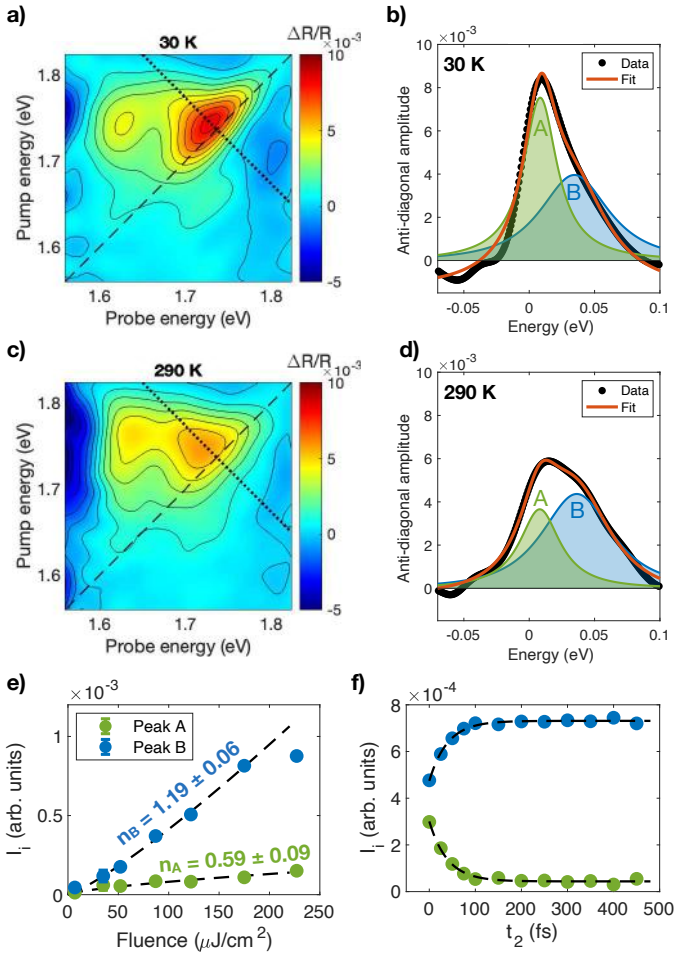 a)
30 K
ΔR/R
×10⁻³
Pump energy (eV)
1.8
1.7
1.6
1.6
1.7
1.8
Probe energy (eV)
10
5
0
-5
b)
×10⁻³
30 K
Data
Fit
A
B
Anti-diagonal amplitude
8
6
4
2
0
-0.05
0
0.05
0.1
Energy (eV)
c)
290 K
ΔR/R
×10⁻³
Pump energy (eV)
1.8
1.7
1.6
1.6
1.7
1.8
Probe energy (eV)
10
5
0
-5
d)
×10⁻³
290 K
Data
Fit
A
B
Anti-diagonal amplitude
8
6
4
2
0
-0.05
0
0.05
0.1
Energy (eV)
e)
×10⁻³
Peak A
Peak B
n_B = 1.19 ± 0.06
n_A = 0.59 ± 0.09
I_i (arb. units)
1
0.5
0
0
50
100
150
200
250
Fluence (μJ/cm²)
f)
×10⁻⁴
I_i (arb. units)
8
6
4
2
0
0
100
200
300
400
500
t₂ (fs)